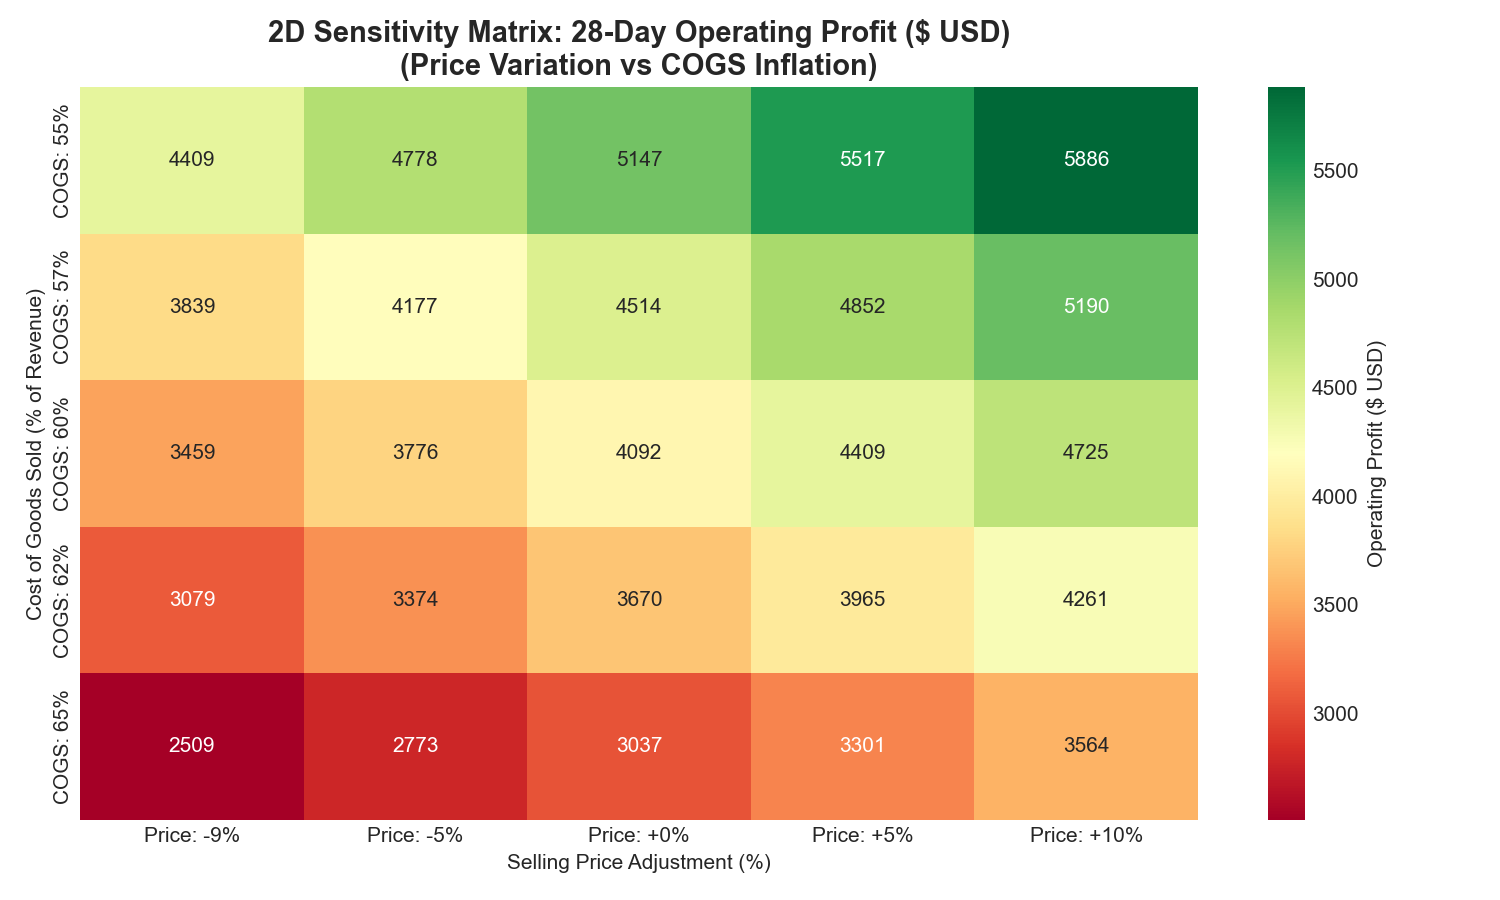 2D Sensitivity Matrix: 28-Day Operating Profit ($ USD)
(Price Variation vs COGS Inflation)
Cost of Goods Sold (% of Revenue)
COGS: 55%
4409 4778 5147 5517 5886
COGS: 57%
3839 4177 4514 4852 5190
COGS: 60%
3459 3776 4092 4409 4725
COGS: 62%
3079 3374 3670 3965 4261
COGS: 65%
2509 2773 3037 3301 3564
Price: -9% Price: -5% Price: +0% Price: +5% Price: +10%
Selling Price Adjustment (%)
5500
5000
4500
4000
3500
3000
Operating Profit ($ USD)